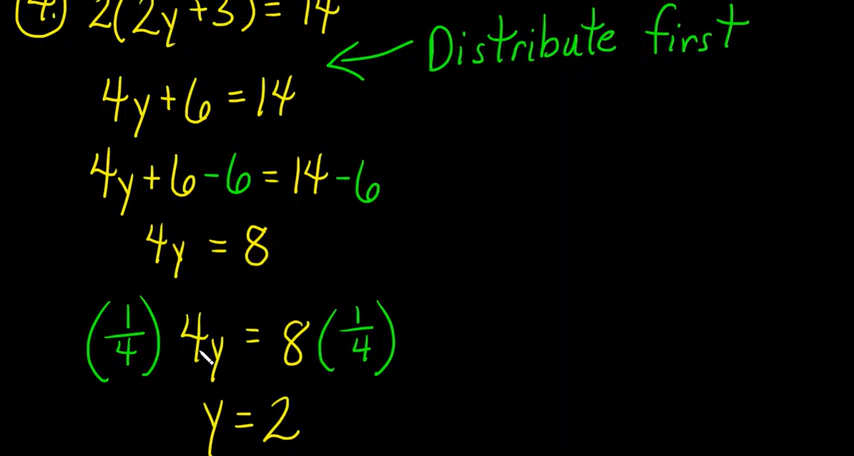 4. 2(2y+3) = 14
Distribute first
4y+6 = 14
4y+6-6 = 14-6
4y = 8
(1/4) 4y = 8 (1/4)
y = 2